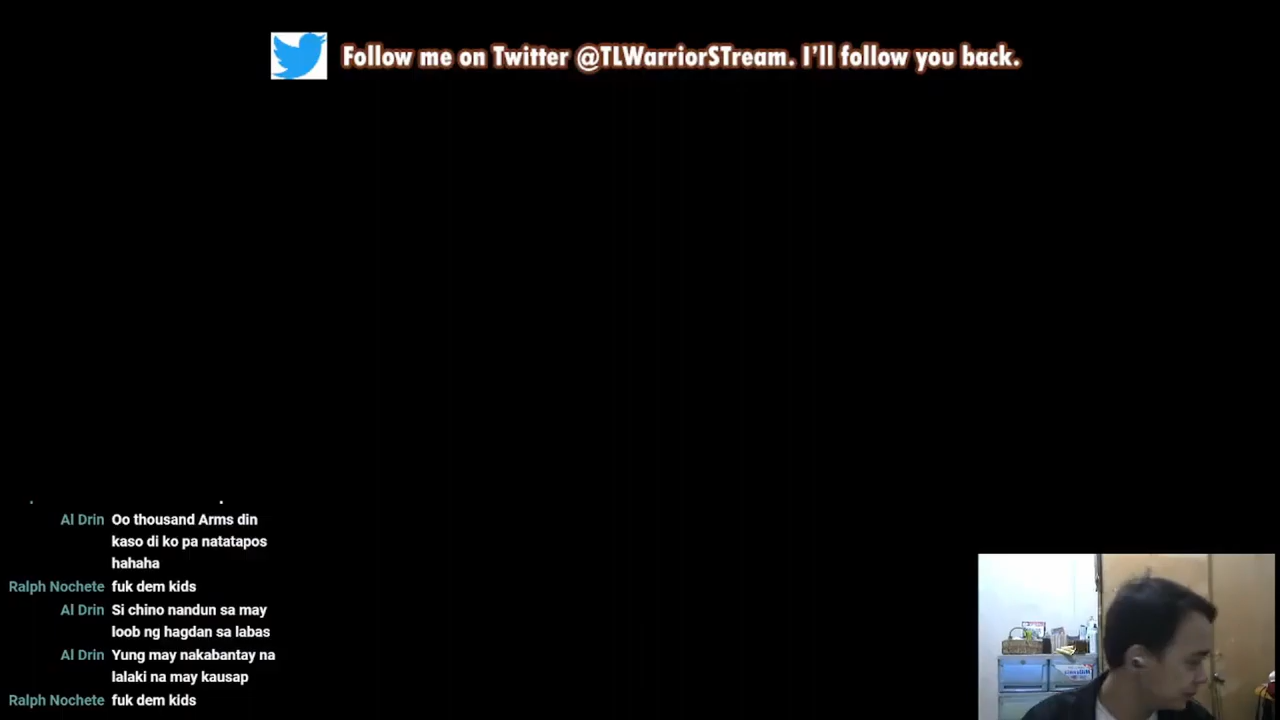 Follow me on Twitter @TLWarriorSTream. I'll follow you back.
Al Drin Oo thousand Arms din
kaso di ko pa natatapos
hahaha
Ralph Nochete fuk dem kids
Al Drin Si chino nandun sa may
loob ng hagdan sa labas
Al Drin Yung may nakabantay na
lalaki na may kausap
Ralph Nochete fuk dem kids